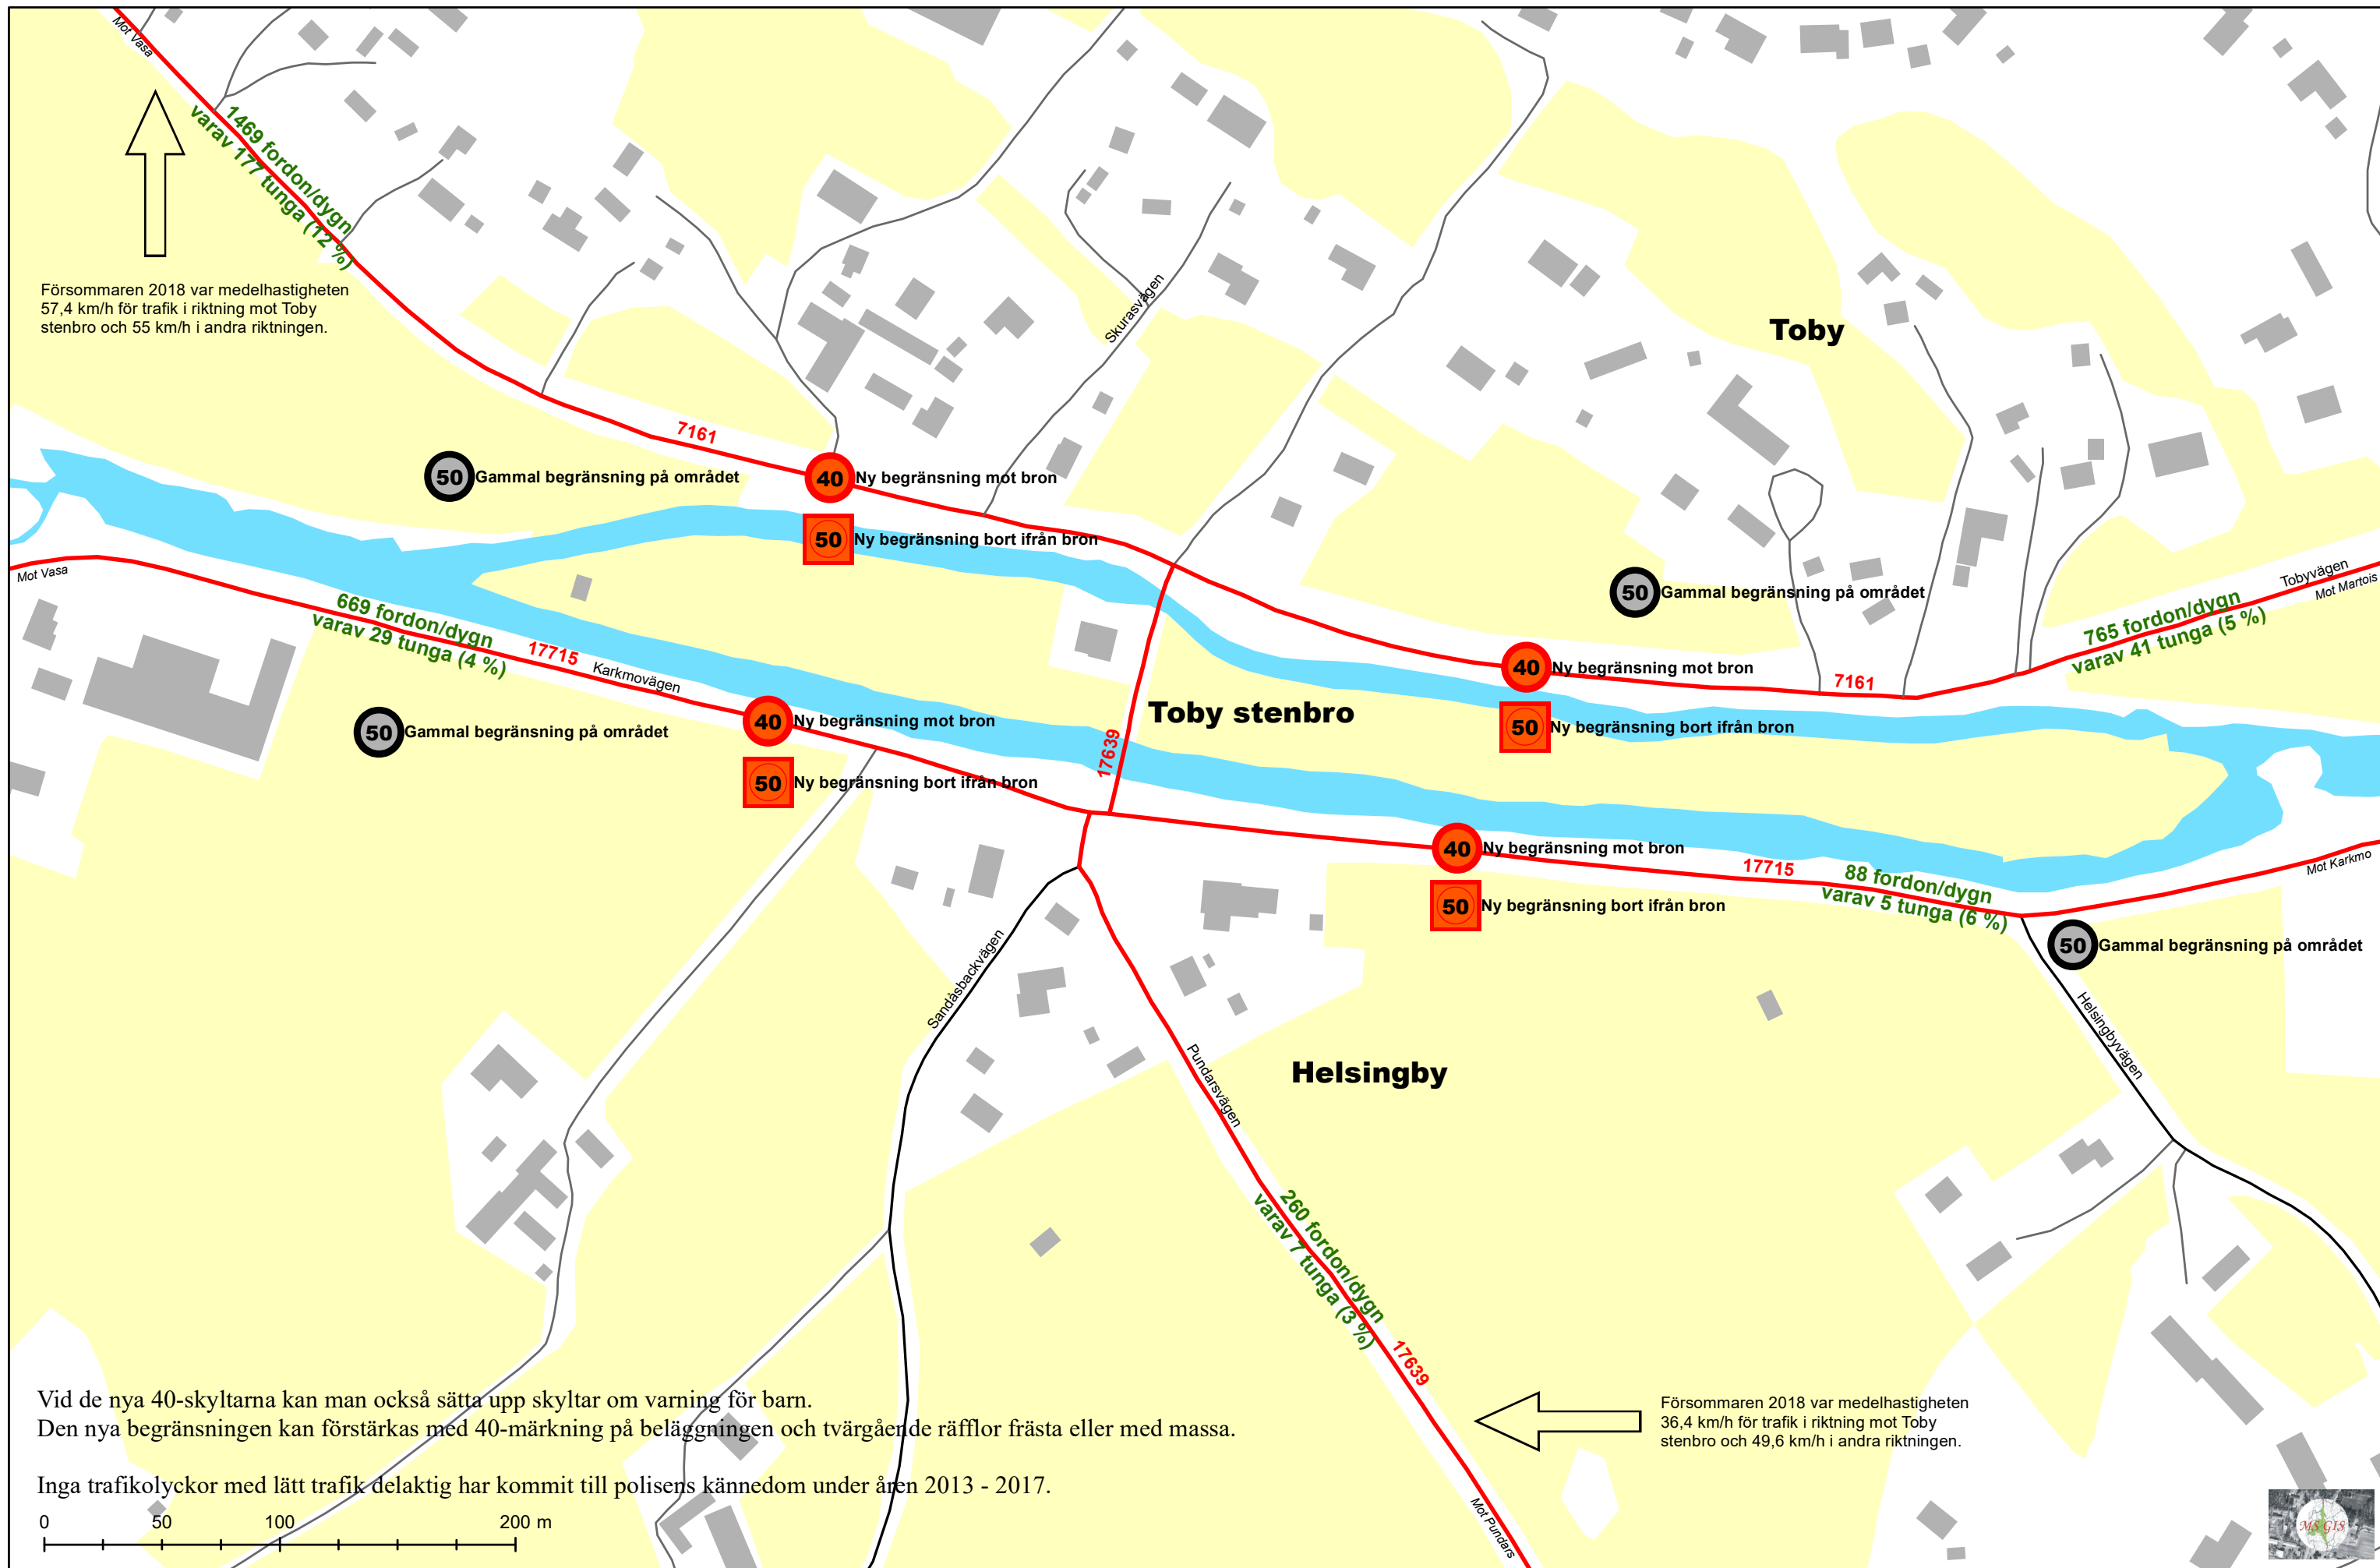 Mot Vasa
1469 fordon/dygn
varav 177 tunga (12 %)
Försommaren 2018 var medelhastigheten
57,4 km/h för trafik i riktning mot Toby
stenbro och 55 km/h i andra riktningen.
Skurasvägen
Toby
7161
50 Gammal begränsning på området
40 Ny begränsning mot bron
50 Ny begränsning bort ifrån bron
Mot Vasa
669 fordon/dygn
varav 29 tunga (4 %)
17715
Karkmovägen
50 Gammal begränsning på området
Tobyvägen
Mot Martois
765 fordon/dygn
varav 41 tunga (5 %)
40 Ny begränsning mot bron
7161
50 Ny begränsning bort ifrån bron
Toby stenbro
17639
50 Gammal begränsning på området
40 Ny begränsning mot bron
50 Ny begränsning bort ifrån bron
40 Ny begränsning mot bron
17715
88 fordon/dygn
varav 5 tunga (6 %)
Mot Karkmo
50 Ny begränsning bort ifrån bron
50 Gammal begränsning på området
Sandåsbackvägen
Pundarsvägen
Helsingby
Helsingbyvägen
260 fordon/dygn
varav 7 tunga (3 %)
17639
Försommaren 2018 var medelhastigheten
36,4 km/h för trafik i riktning mot Toby
stenbro och 49,6 km/h i andra riktningen.
Mot Pundars
Vid de nya 40-skyltarna kan man också sätta upp skyltar om varning för barn.
Den nya begränsningen kan förstärkas med 40-märkning på beläggningen och tvärgående räfflor frästa eller med massa.
Inga trafikolyckor med lätt trafik delaktig har kommit till polisens kännedom under åren 2013 - 2017.
0 50 100 200 m
MS GIS